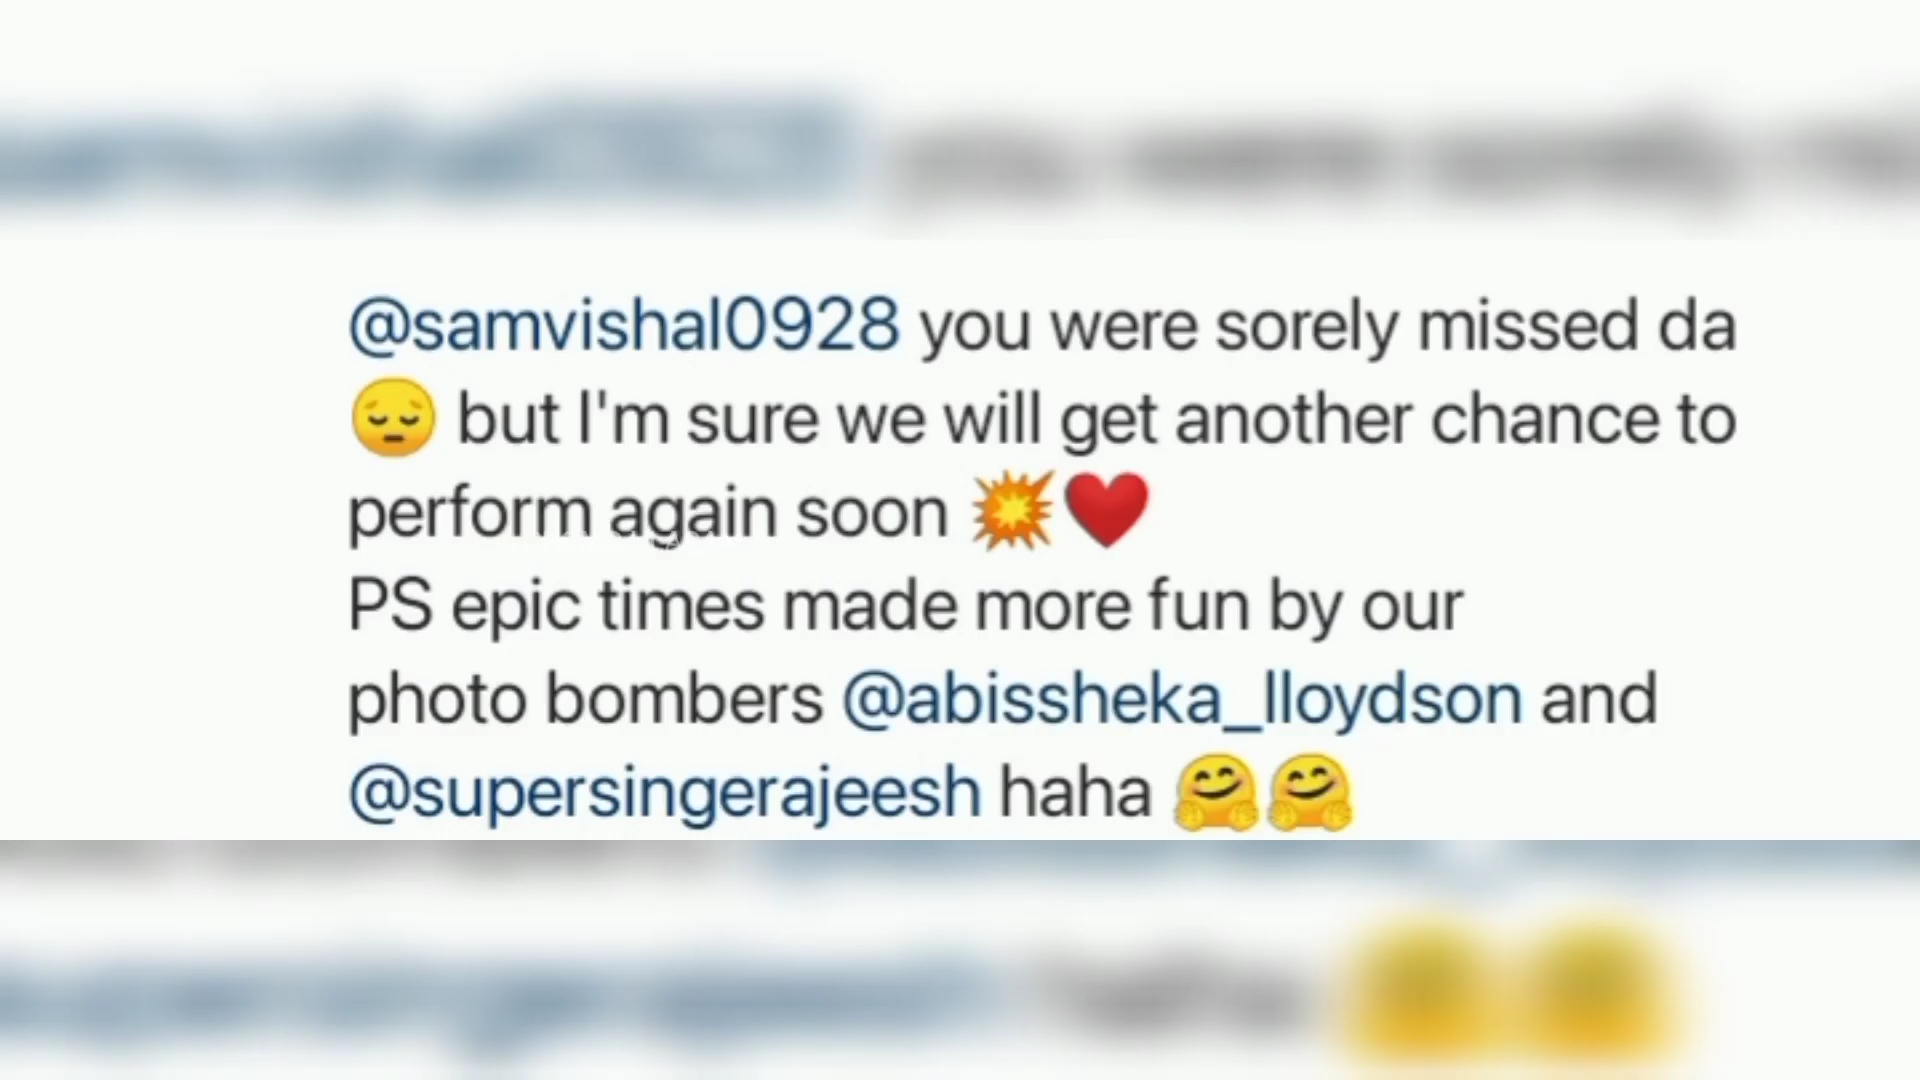 @samvishal0928 you were sorely missed da
😔 but I'm sure we will get another chance to
perform again soon 💥❤️
PS epic times made more fun by our
photo bombers @abissheka_lloydson and
@supersingerajeesh haha 🤗🤗